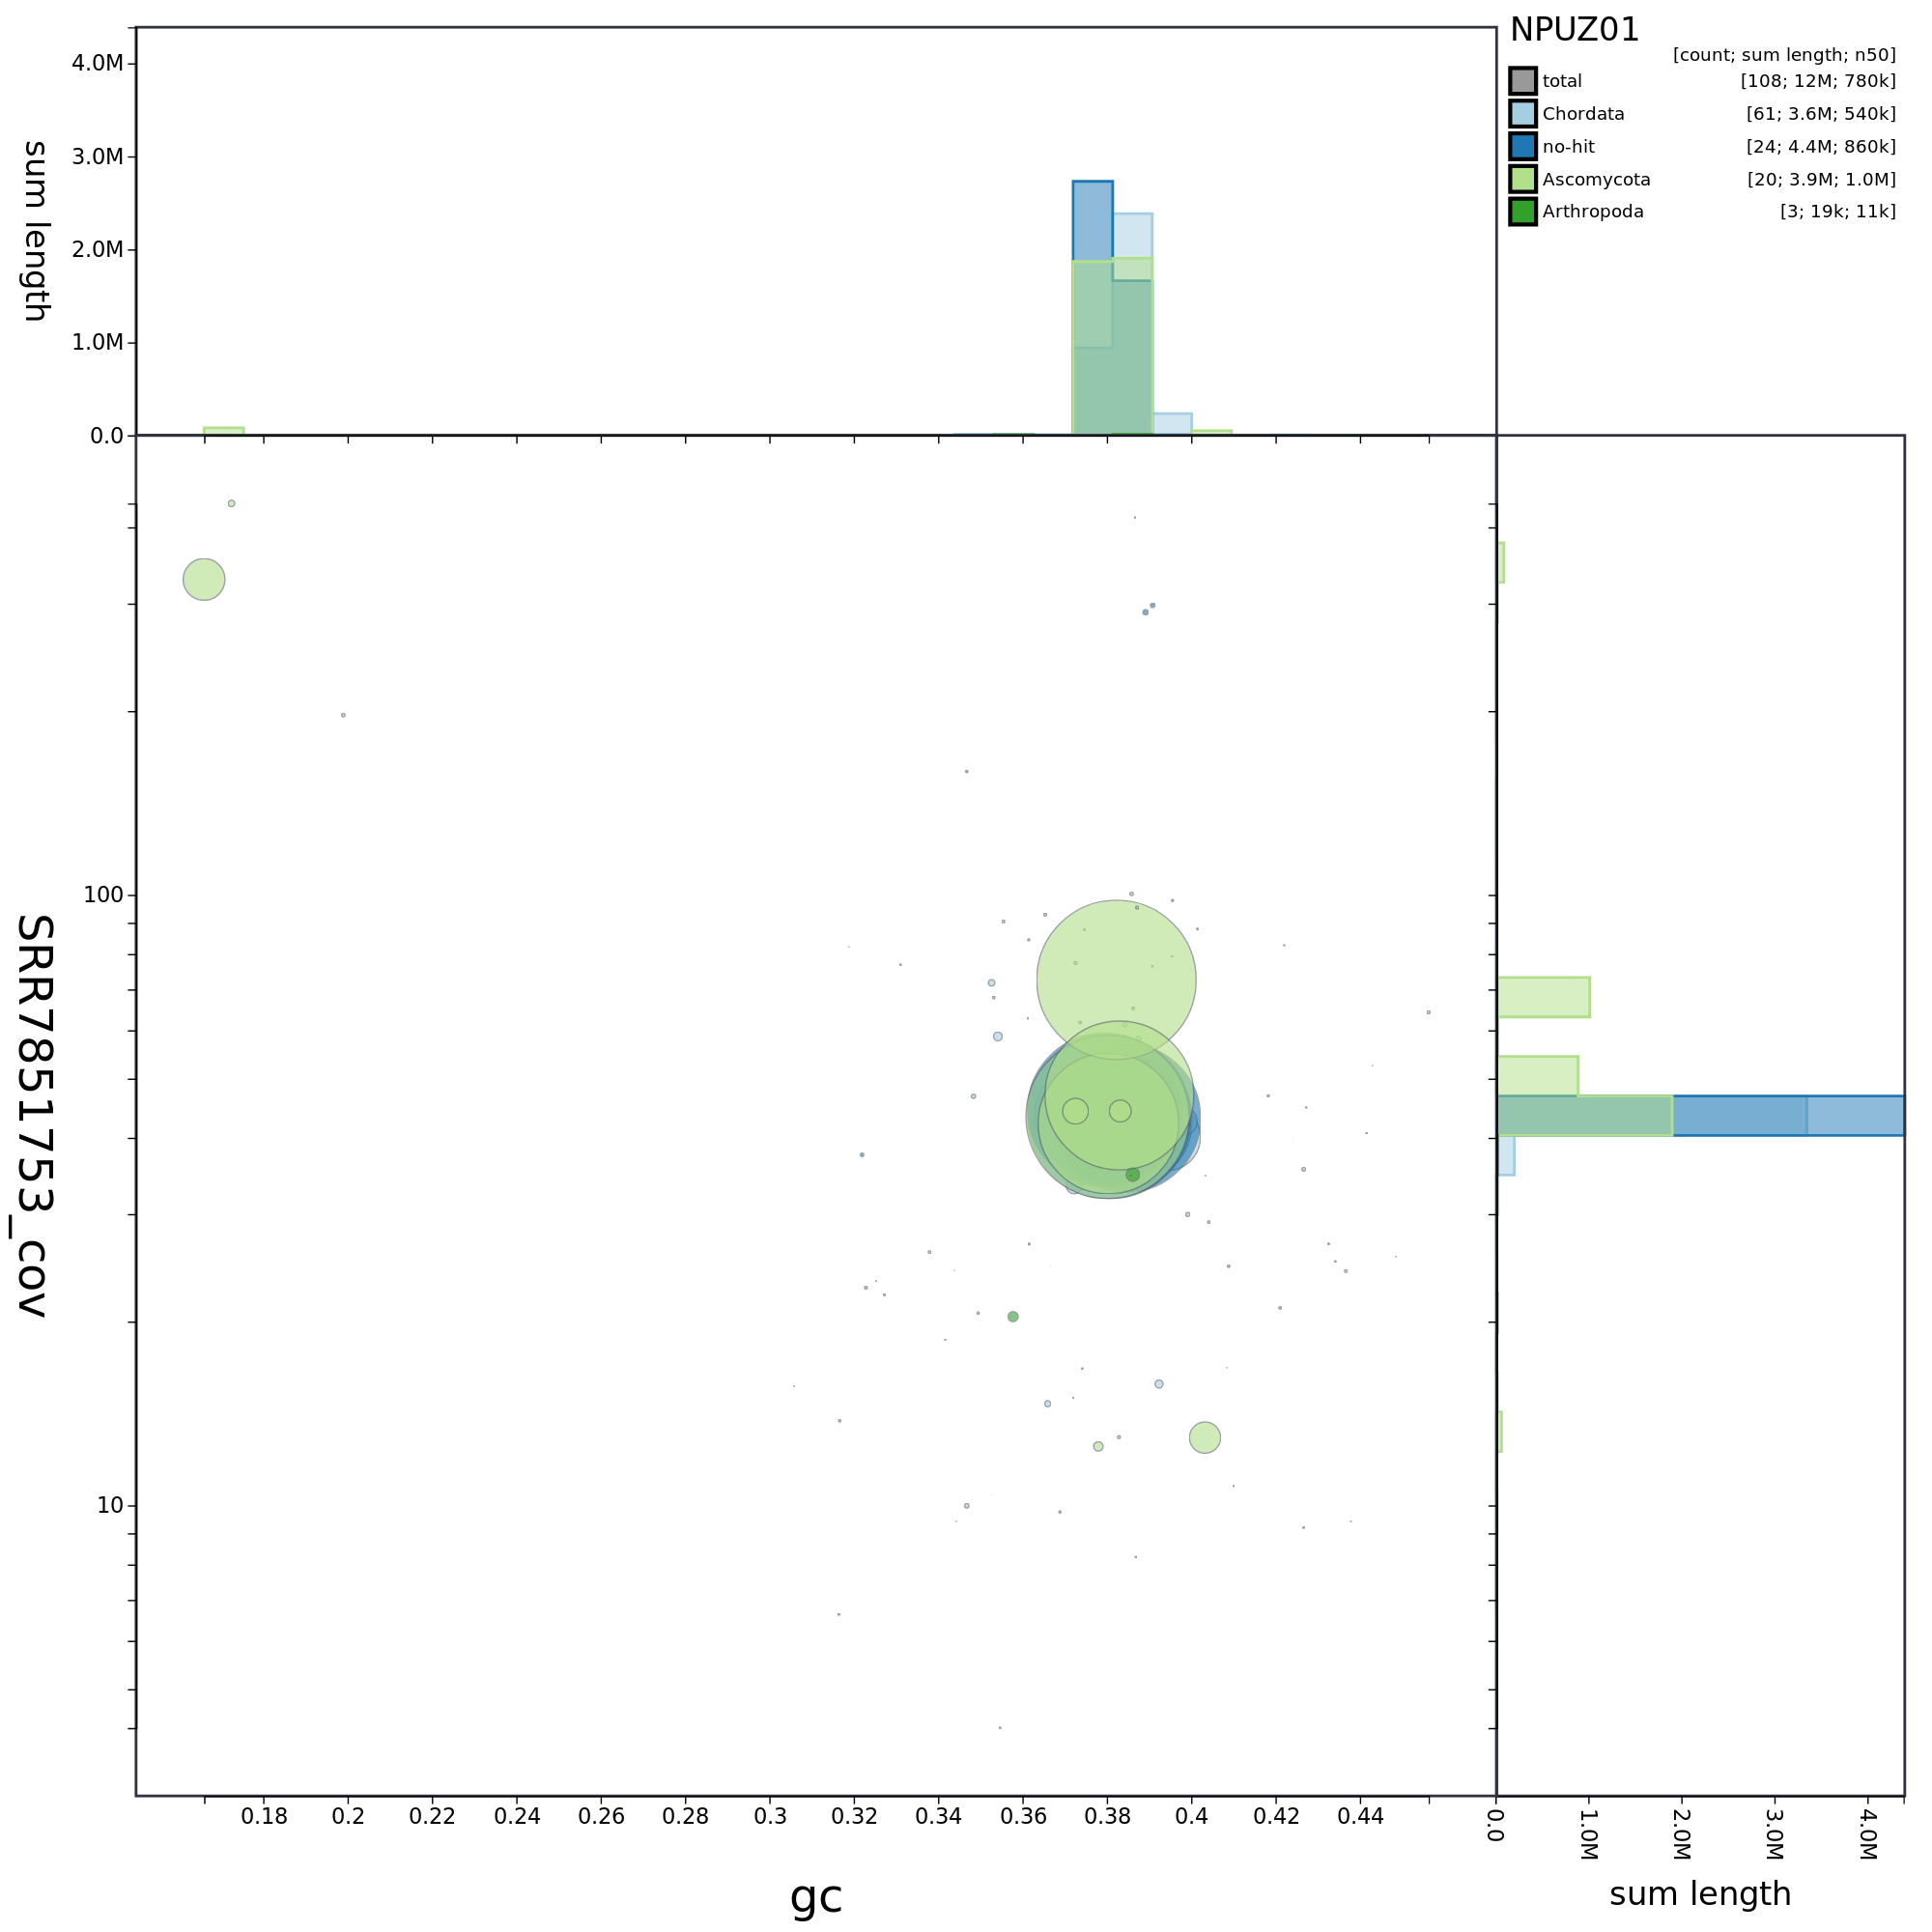 NPUZ01
[count; sum length; n50]
total [108; 12M; 780k]
Chordata [61; 3.6M; 540k]
no-hit [24; 4.4M; 860k]
Ascomycota [20; 3.9M; 1.0M]
Arthropoda [3; 19k; 11k]
4.0M
3.0M
2.0M
1.0M
0.0
sum length
100
10
SRR7851753_cov
0.18 0.2 0.22 0.24 0.26 0.28 0.3 0.32 0.34 0.36 0.38 0.4 0.42 0.44
gc
0.0 1.0M 2.0M 3.0M 4.0M
sum length